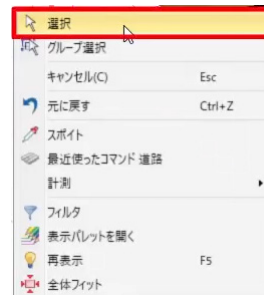 選択
グループ選択
キャンセル(C) Esc
元に戻す Ctrl+Z
スポイト
最近使ったコマンド 道路
計測
フィルタ
表示パレットを開く
再表示 F5
全体フィット